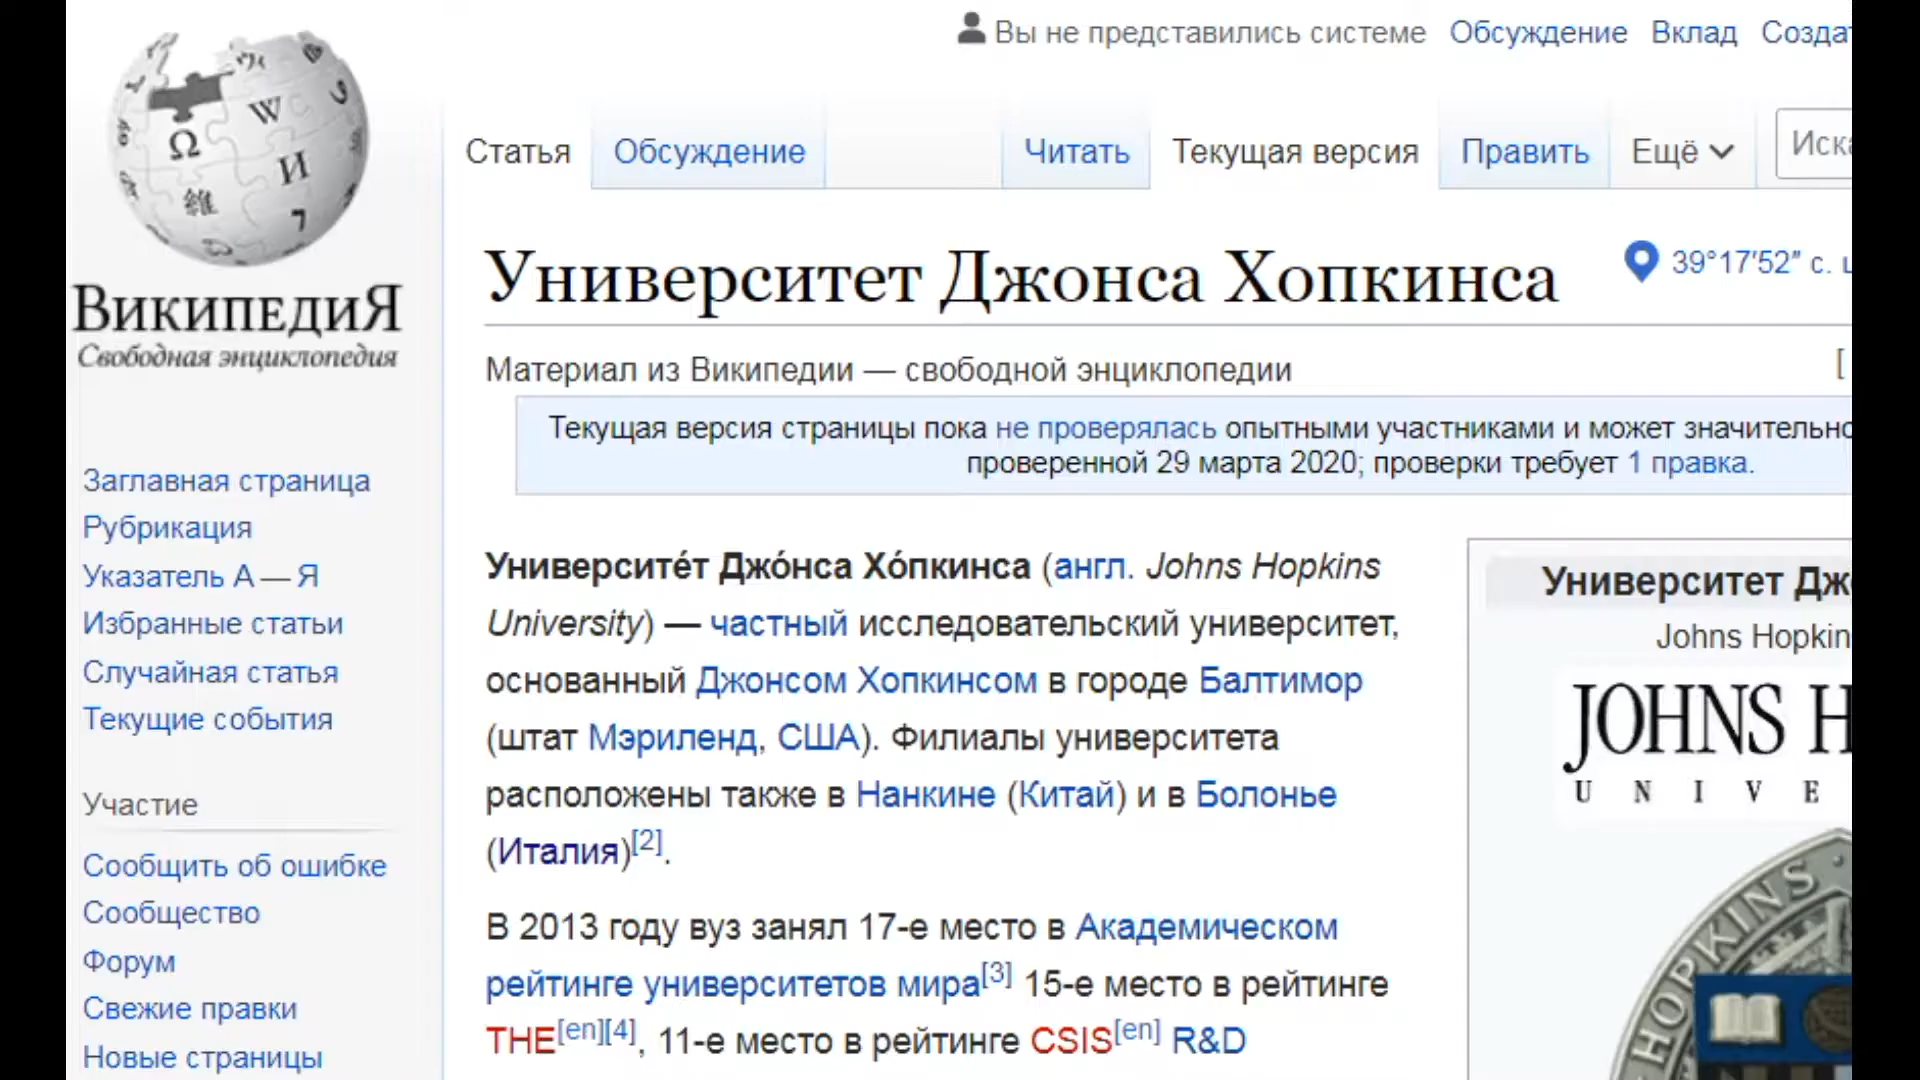 Вы не представились системе Обсуждение Вклад
Статья Обсуждение Читать Текущая версия Править Ещё
ВикипедиЯ
Свободная энциклопедия
Университет Джонса Хопкинса
39°17′52″ с.
Материал из Википедии — свободной энциклопедии
[
Текущая версия страницы пока не проверялась опытными участниками и может значительно
проверенной 29 марта 2020; проверки требует 1 правка.
Заглавная страница
Рубрикация
Указатель А — Я
Избранные статьи
Случайная статья
Текущие события
Участие
Сообщить об ошибке
Сообщество
Форум
Свежие правки
Новые страницы
Университе́т Джо́нса Хо́пкинса (англ. Johns Hopkins
University) — частный исследовательский университет,
основанный Джонсом Хопкинсом в городе Балтимор
(штат Мэриленд, США). Филиалы университета
расположены также в Нанкине (Китай) и в Болонье
(Италия)[2].
В 2013 году вуз занял 17-е место в Академическом
рейтинге университетов мира[3] 15-е место в рейтинге
THE[en][4], 11-е место в рейтинге CSIS[en] R&D
Университет Дж
Johns Hopkin
JOHNS H
UNIVE
HOPKINS